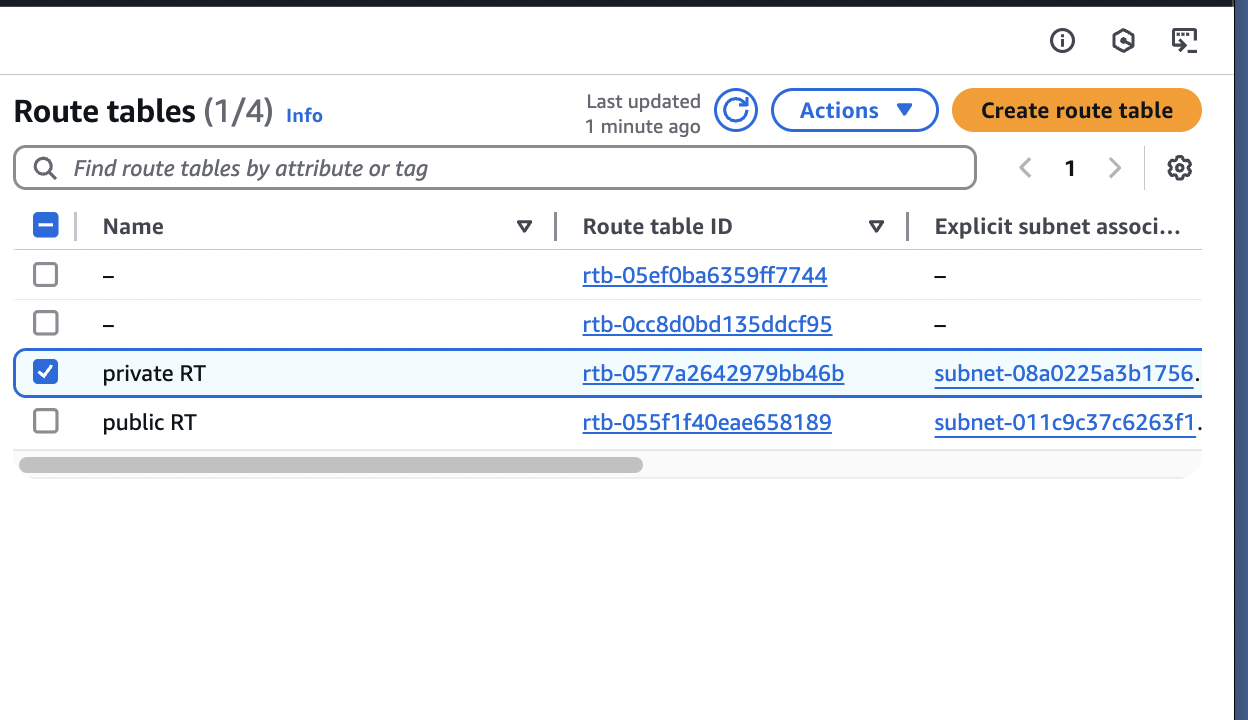 Route tables (1/4) Info
Last updated
1 minute ago
Actions
Create route table
Find route tables by attribute or tag
1
Name Route table ID Explicit subnet associ...
– rtb-05ef0ba6359ff7744 –
– rtb-0cc8d0bd135ddcf95 –
private RT rtb-0577a2642979bb46b subnet-08a0225a3b1756.
public RT rtb-055f1f40eae658189 subnet-011c9c37c6263f1.